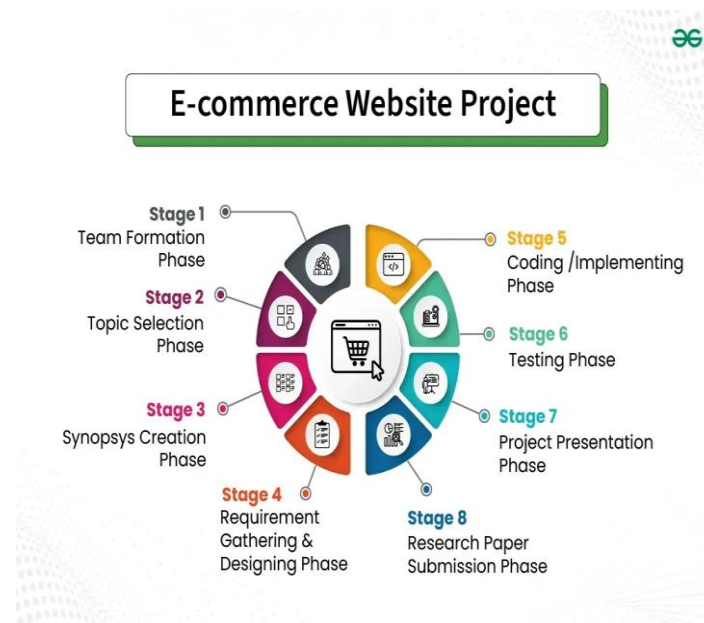 E-commerce Website Project
Stage 1
Team Formation
Phase
Stage 2
Topic Selection
Phase
Stage 3
Synopsys Creation
Phase
Stage 4
Requirement
Gathering &
Designing Phase
Stage 5
Coding /Implementing
Phase
Stage 6
Testing Phase
Stage 7
Project Presentation
Phase
Stage 8
Research Paper
Submission Phase